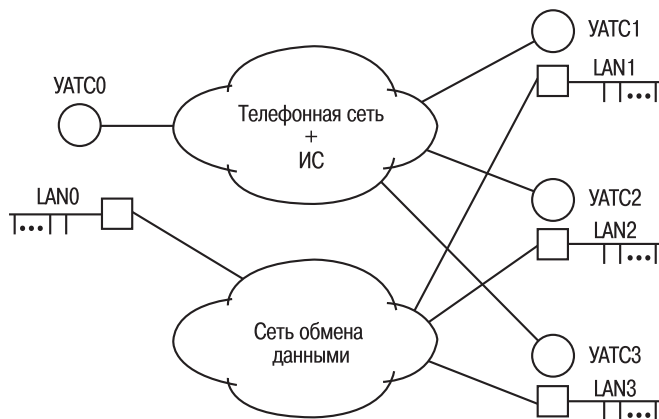 УАТС0
LAN0
Телефонная сеть
+
ИС
Сеть обмена
данными
УАТС1
LAN1
УАТС2
LAN2
УАТС3
LAN3